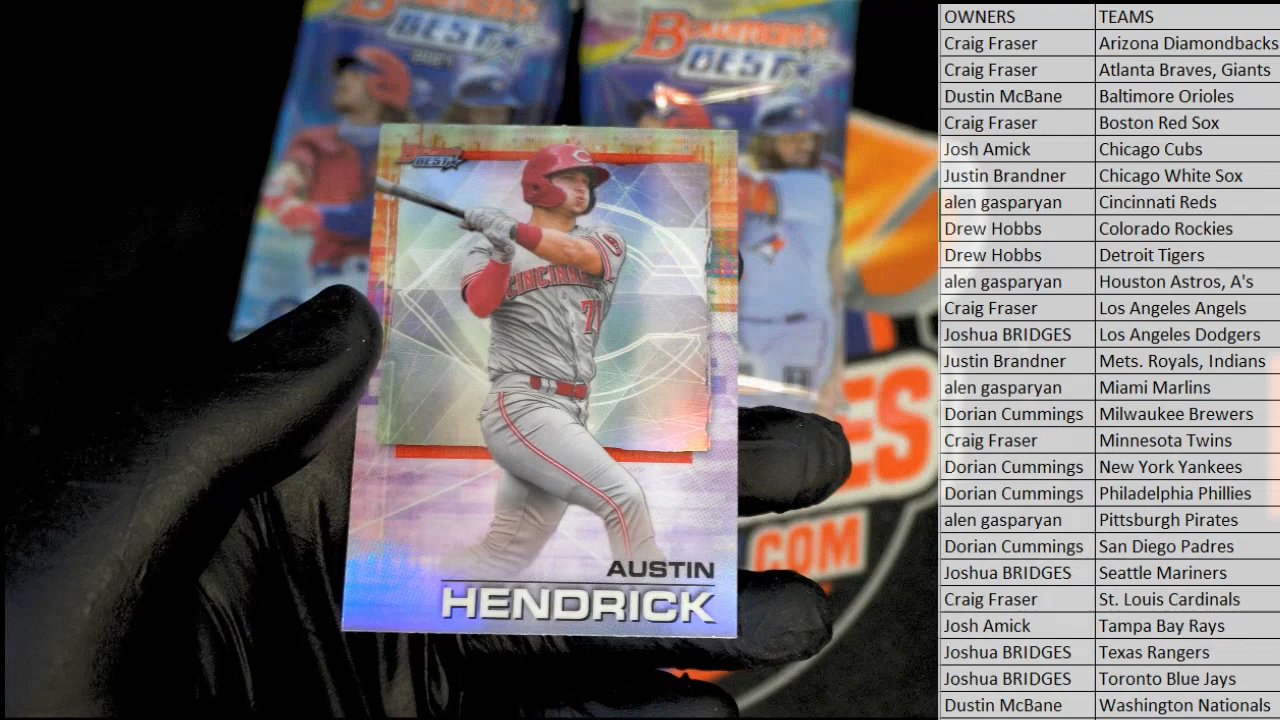 Bowman's
BEST
2021
Bowman's
BEST
BEST
CINCINN
71
AUSTIN
HENDRICK
ES
.COM
OWNERS TEAMS
Craig Fraser Arizona Diamondbacks
Craig Fraser Atlanta Braves, Giants
Dustin McBane Baltimore Orioles
Craig Fraser Boston Red Sox
Josh Amick Chicago Cubs
Justin Brandner Chicago White Sox
alen gasparyan Cincinnati Reds
Drew Hobbs Colorado Rockies
Drew Hobbs Detroit Tigers
alen gasparyan Houston Astros, A's
Craig Fraser Los Angeles Angels
Joshua BRIDGES Los Angeles Dodgers
Justin Brandner Mets. Royals, Indians
alen gasparyan Miami Marlins
Dorian Cummings Milwaukee Brewers
Craig Fraser Minnesota Twins
Dorian Cummings New York Yankees
Dorian Cummings Philadelphia Phillies
alen gasparyan Pittsburgh Pirates
Dorian Cummings San Diego Padres
Joshua BRIDGES Seattle Mariners
Craig Fraser St. Louis Cardinals
Josh Amick Tampa Bay Rays
Joshua BRIDGES Texas Rangers
Joshua BRIDGES Toronto Blue Jays
Dustin McBane Washington Nationals